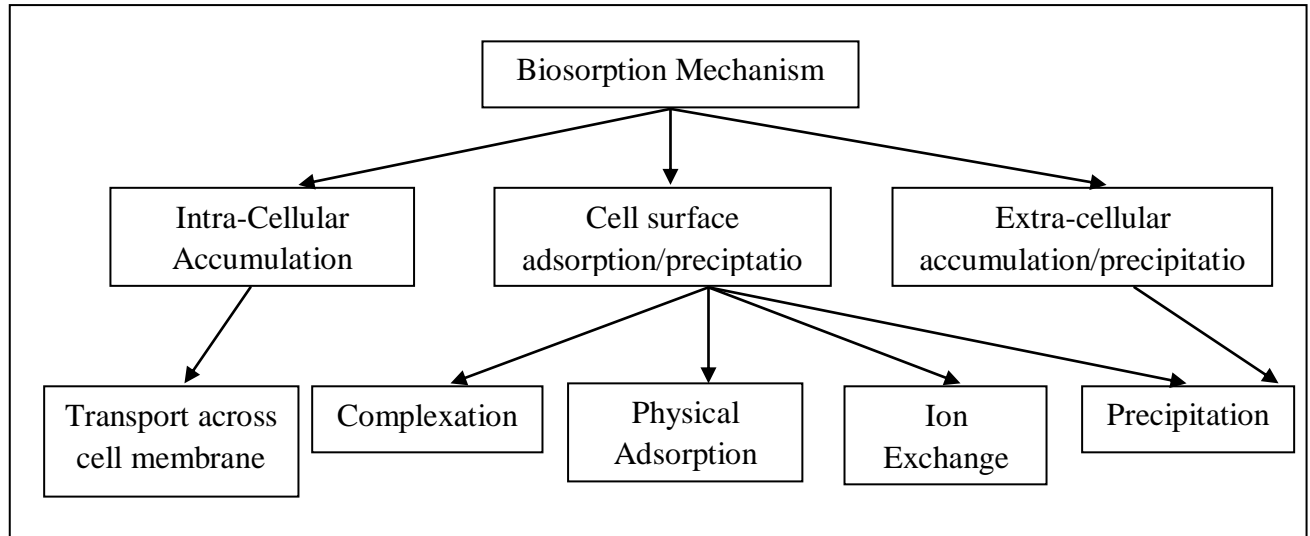 Biosorption Mechanism
Intra-Cellular
Accumulation
Cell surface
adsorption/preciptatio
Extra-cellular
accumulation/precipitatio
Transport across
cell membrane
Complexation
Physical
Adsorption
Ion
Exchange
Precipitation